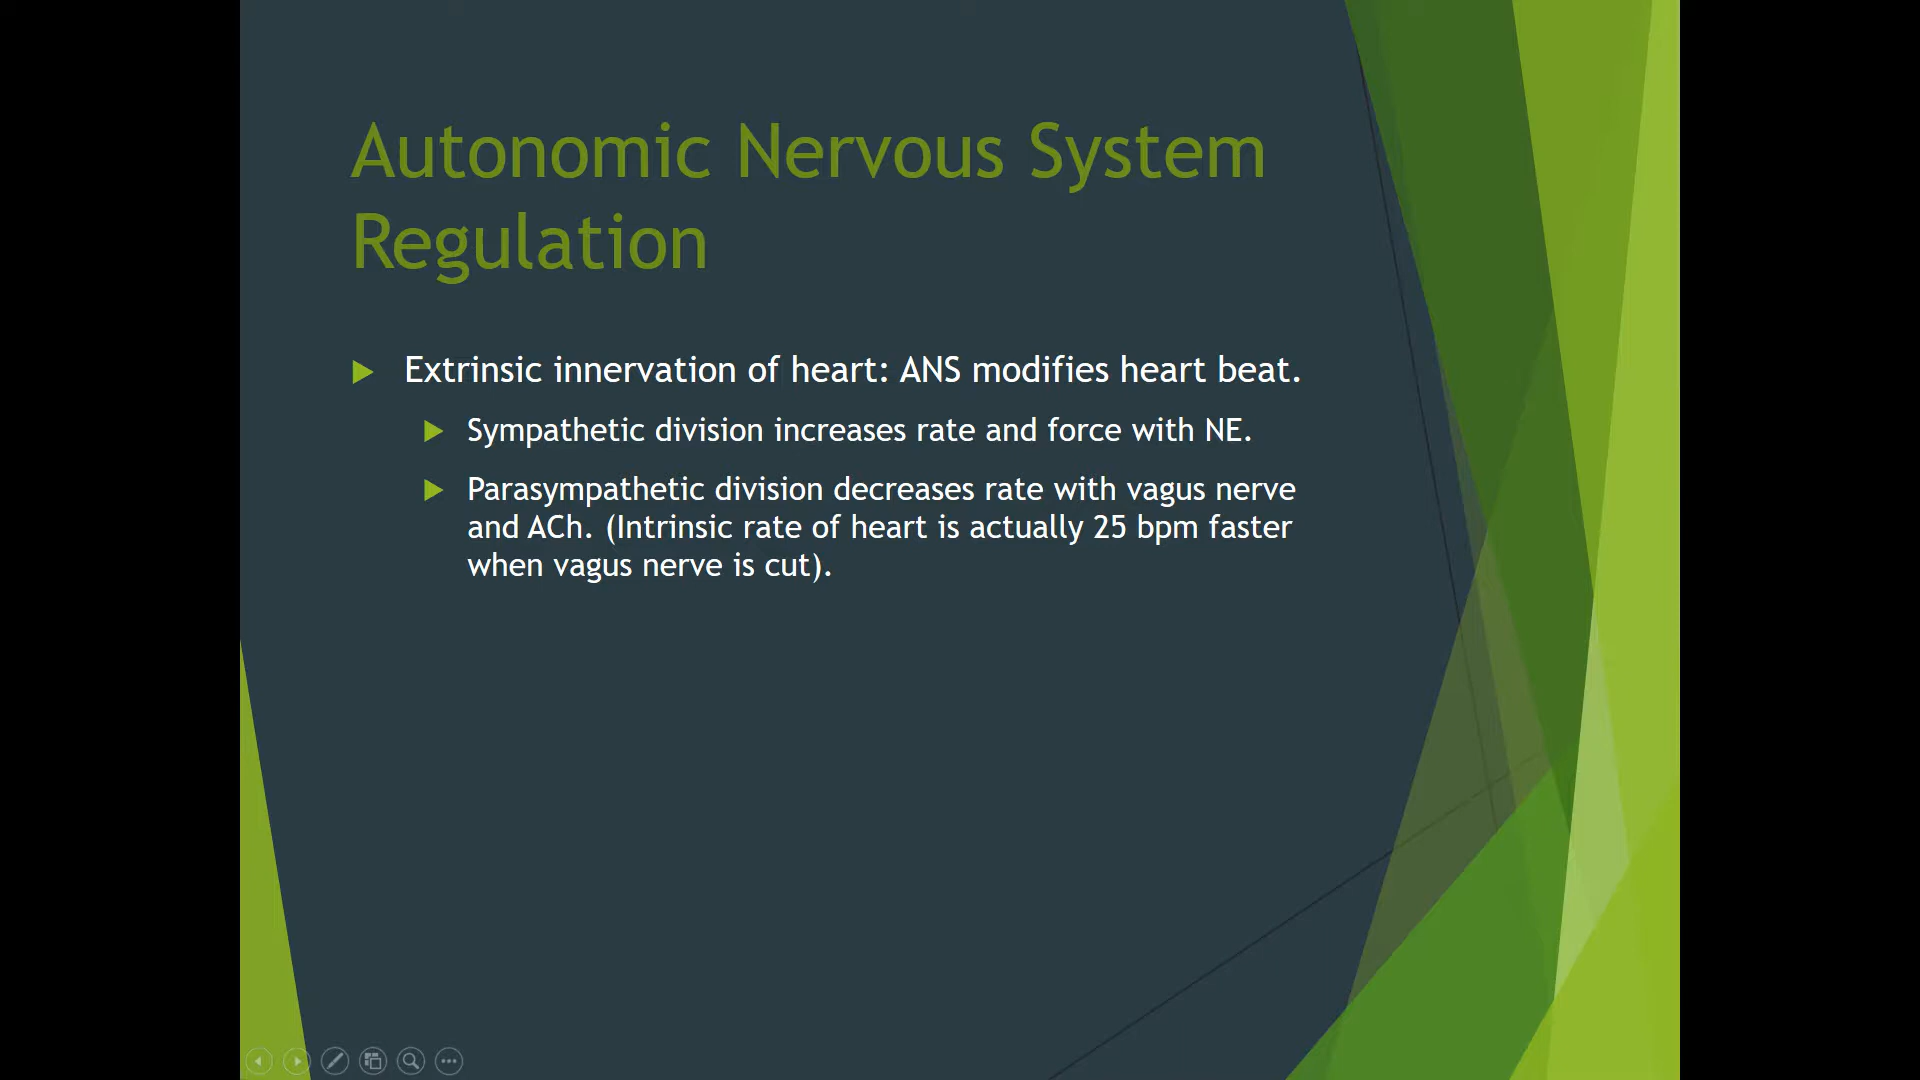 Autonomic Nervous System
Regulation
Extrinsic innervation of heart: ANS modifies heart beat.
Sympathetic division increases rate and force with NE.
Parasympathetic division decreases rate with vagus nerve
and ACh. (Intrinsic rate of heart is actually 25 bpm faster
when vagus nerve is cut).